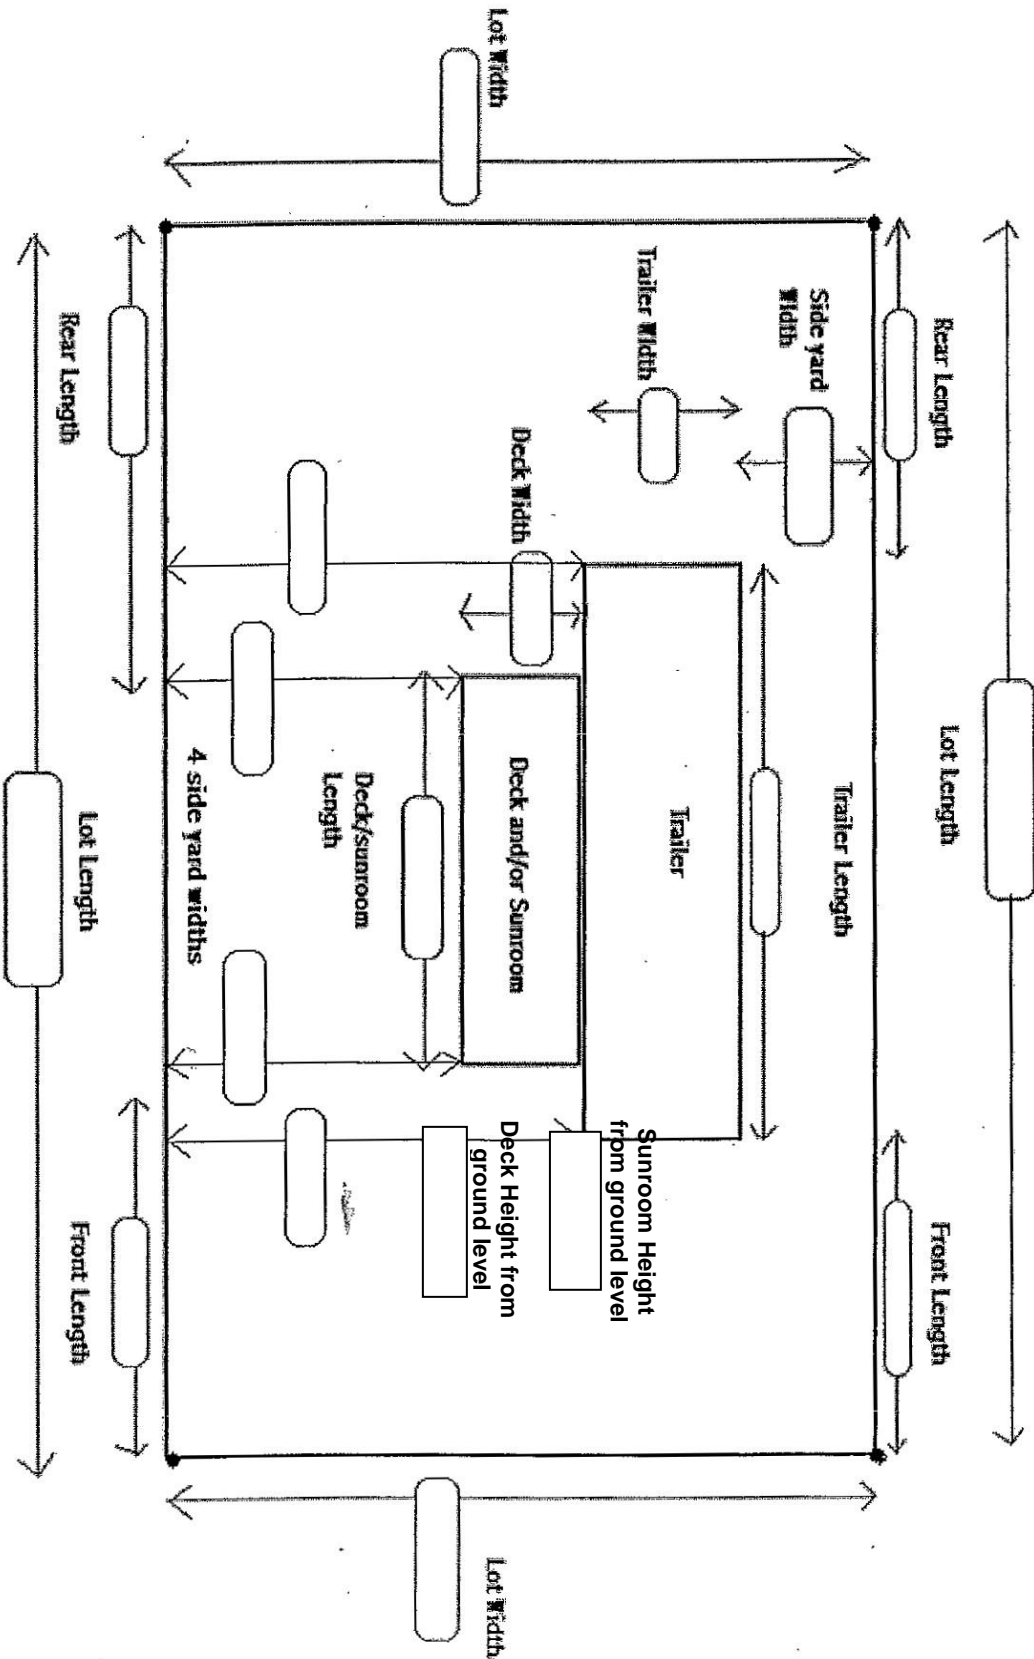 Lot Length
Rear Length
Front Length
Side yard
Width
Trailer Length
Trailer Width
Trailer
Sunroom Height
from ground level
Lot Width
Deck Width
Deck and/or Sunroom
Deck Height from
ground level
Lot Width
Deck/sunroom
Length
4 side yard widths
Rear Length
Lot Length
Front Length